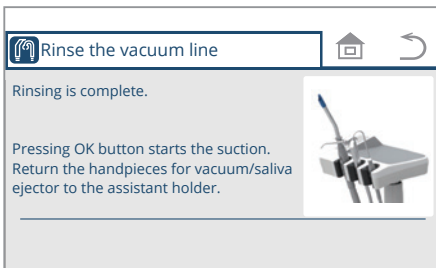 Rinse the vacuum line
Rinsing is complete.
Pressing OK button starts the suction.
Return the handpieces for vacuum/saliva
ejector to the assistant holder.